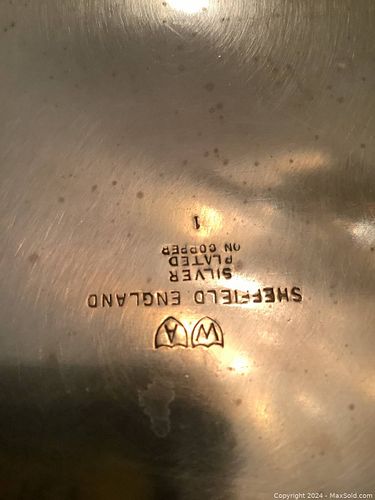 W A
SHEFFIELD ENGLAND
SILVER
PLATED
ON COPPER
1
Copyright 2024 - MaxSold.com